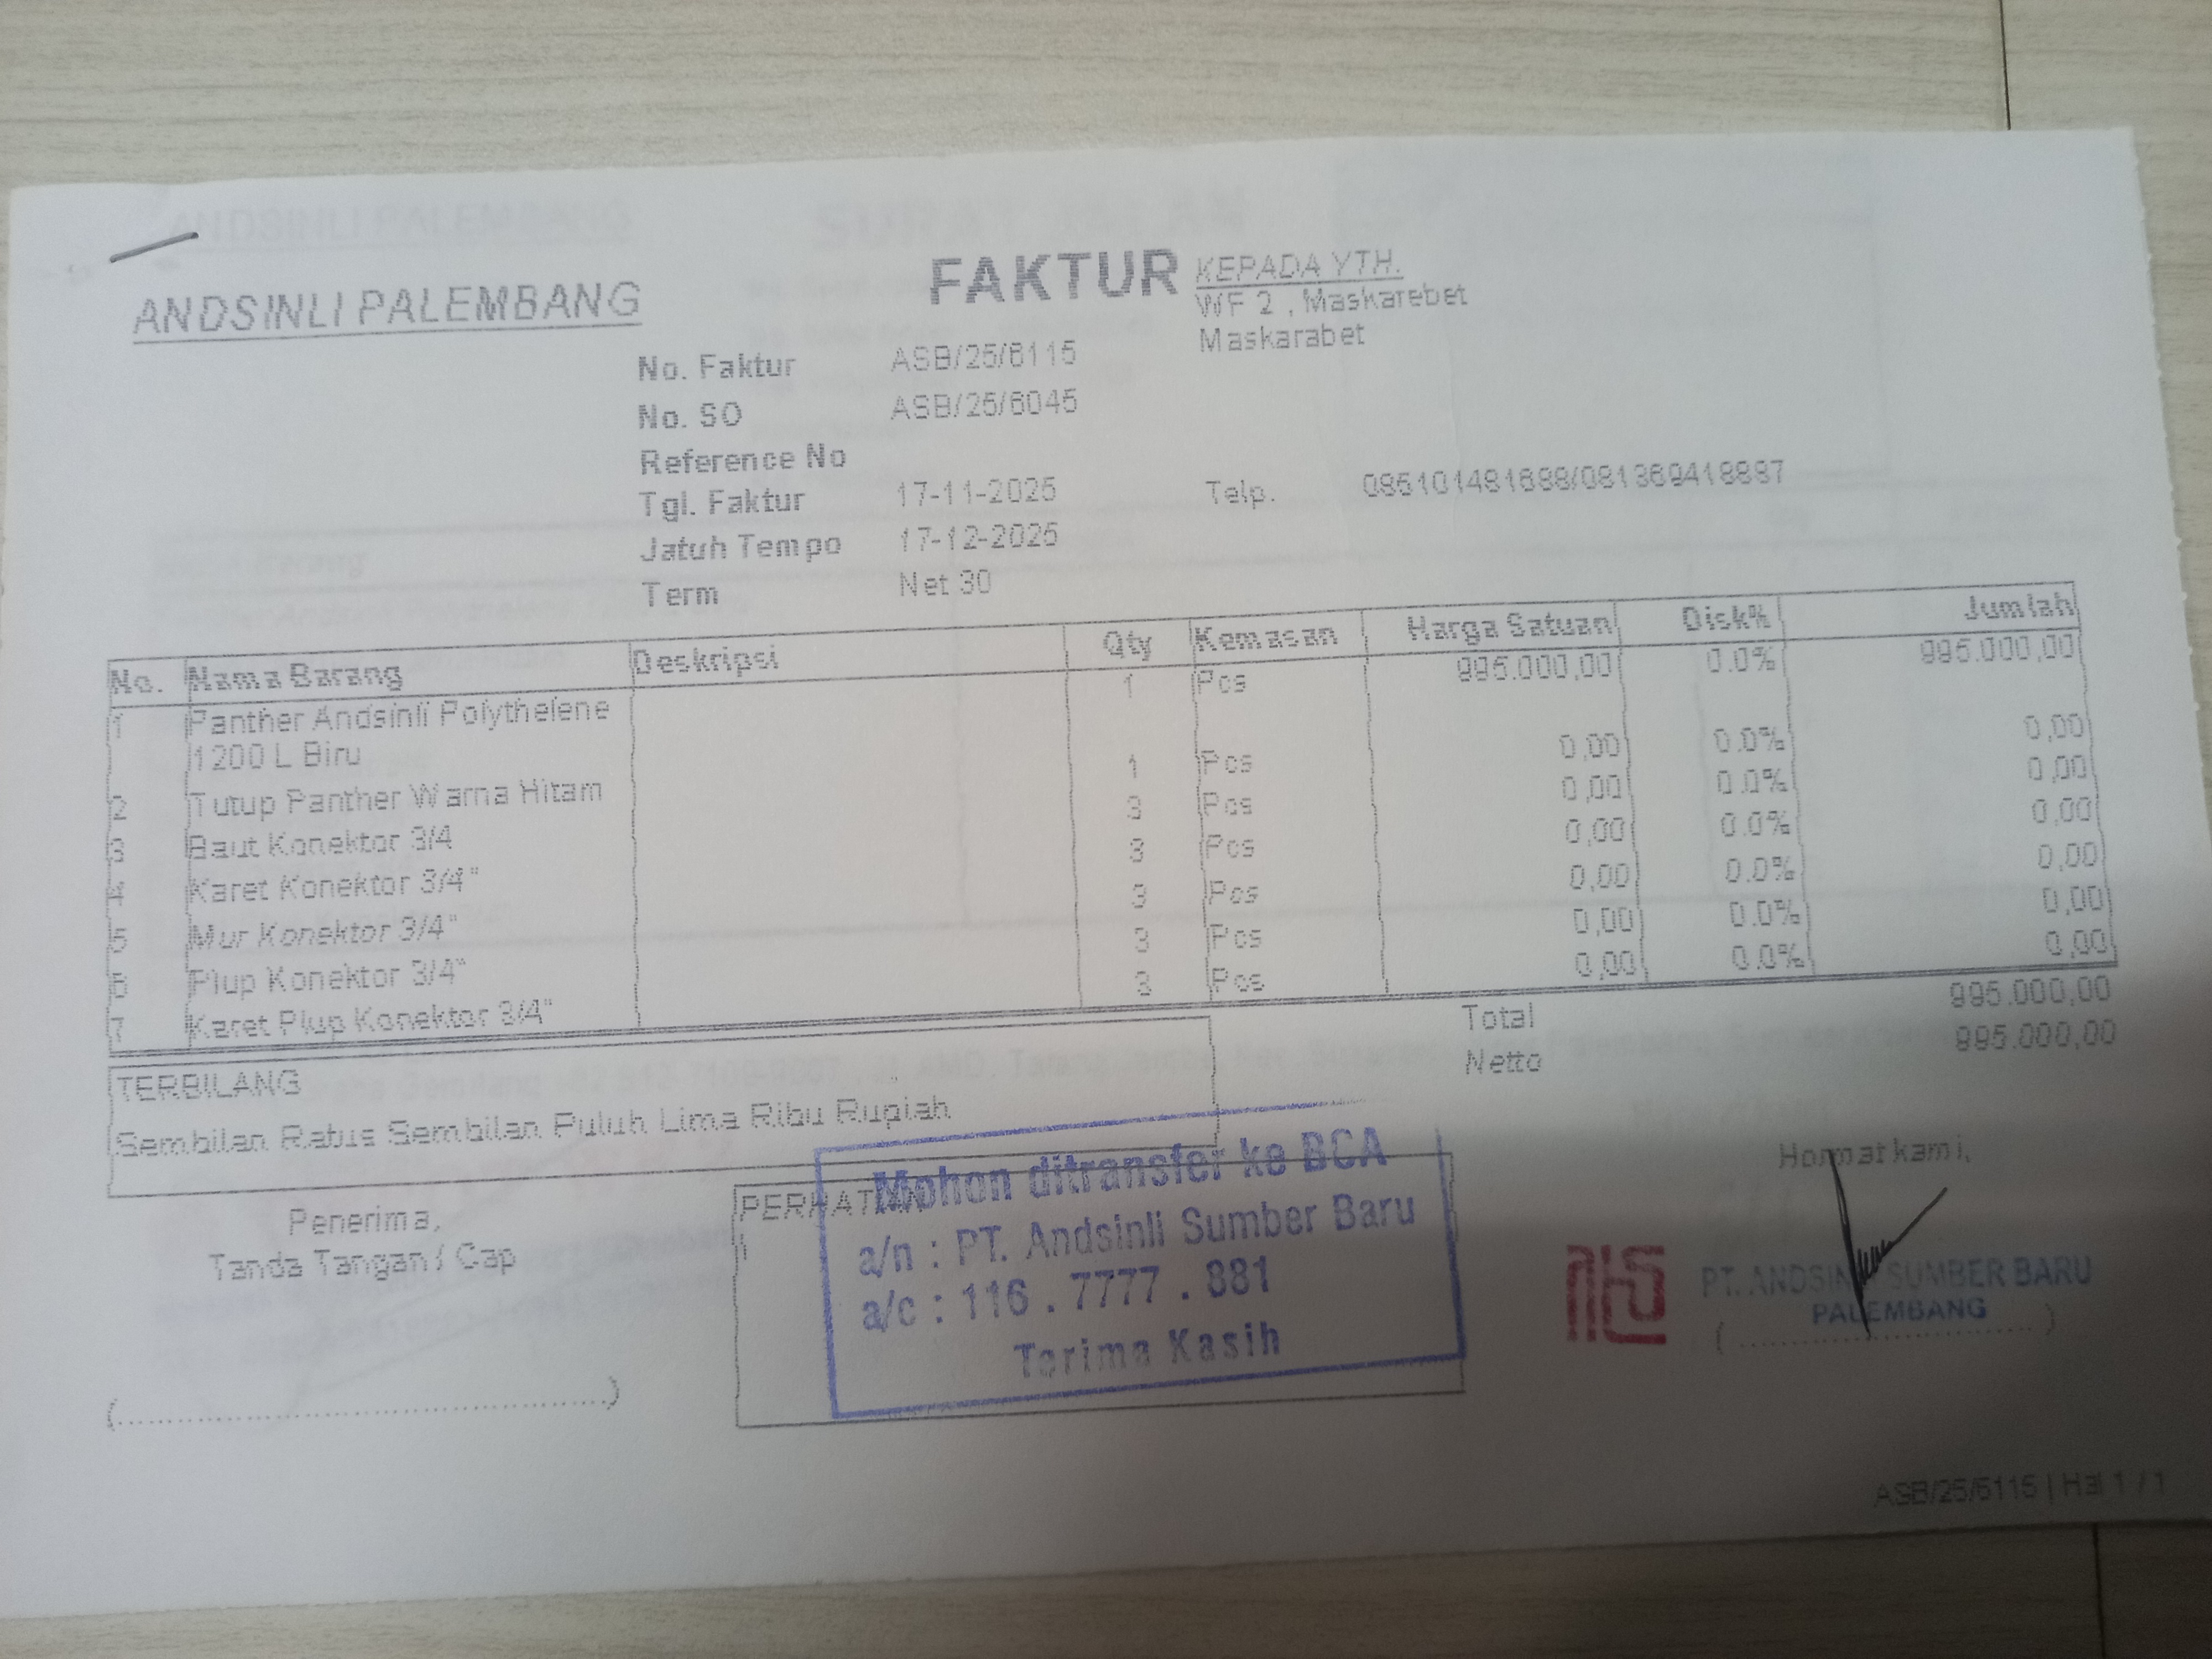 ANDSINLI PALEMBANG
FAKTUR
KEPADA YTH.
WF 2 , Maskarebet
Maskarabet
No. Faktur ASB/25/6115
No. SO ASB/25/6045
Reference No
Tgl. Faktur 17-11-2025
Telp. 085101481688/081369418887
Jatuh Tempo 17-12-2025
Term Net 30
No. Nama Barang Deskripsi Qty Kemasan Harga Satuan Disk% Jumlah
1 Panther Andsinli Polythelene 1 Pcs 995.000,00 0.0% 995.000,00
1200 L Biru
2 Tutup Panther Warna Hitam 1 Pcs 0,00 0.0% 0,00
3 Baut Konektor 3/4 3 Pcs 0,00 0.0% 0,00
4 Karet Konektor 3/4" 3 Pcs 0,00 0.0% 0,00
5 Mur Konektor 3/4" 3 Pcs 0,00 0.0% 0,00
6 Plup Konektor 3/4" 3 Pcs 0,00 0.0% 0,00
7 Karet Plup Konektor 3/4" 3 Pcs 0,00 0.0% 0,00
Total 995.000,00
Netto 995.000,00
TERBILANG
Sembilan Ratus Sembilan Puluh Lima Ribu Rupiah
Penerima,
Tanda Tangan / Cap
(..............................................)
PERHATIAN
Mohon ditransfer ke BCA
a/n : PT. Andsinli Sumber Baru
a/c : 116 . 7777 . 881
Terima Kasih
Hormat kami,
PT. ANDSINLI SUMBER BARU
PALEMBANG
(..............................)
ASB/25/6115 | Hal 1 / 1